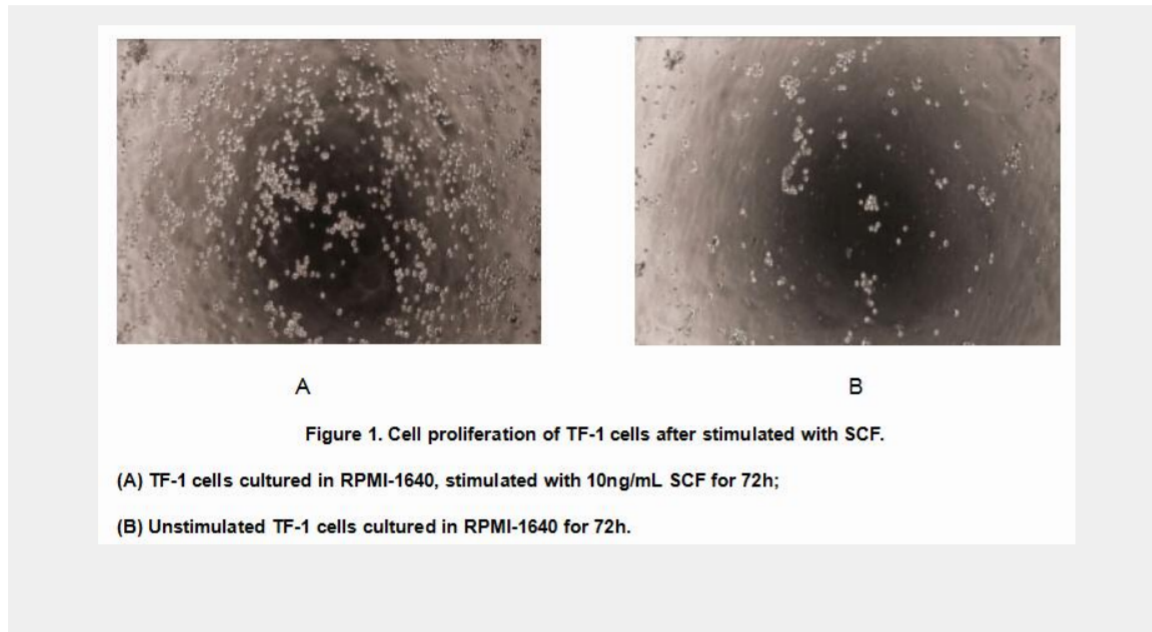 A
B
Figure 1. Cell proliferation of TF-1 cells after stimulated with SCF.
(A) TF-1 cells cultured in RPMI-1640, stimulated with 10ng/mL SCF for 72h;
(B) Unstimulated TF-1 cells cultured in RPMI-1640 for 72h.